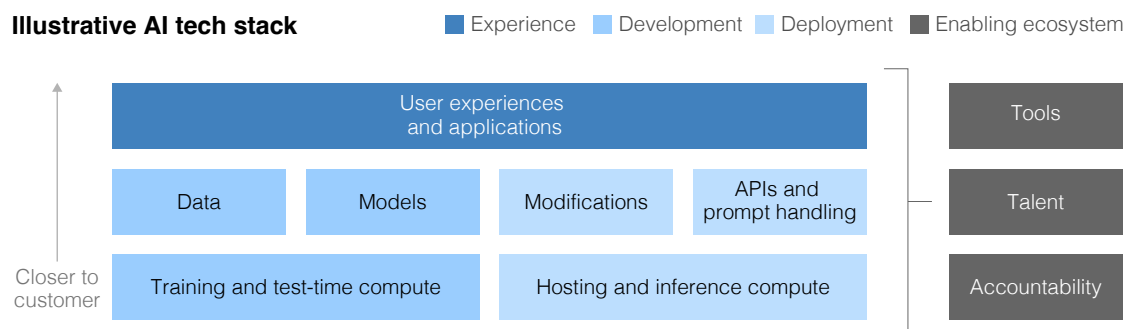 Illustrative AI tech stack
Experience
Development
Deployment
Enabling ecosystem
User experiences
and applications
Tools
Data
Models
Modifications
APIs and
prompt handling
Talent
Closer to
customer
Training and test-time compute
Hosting and inference compute
Accountability